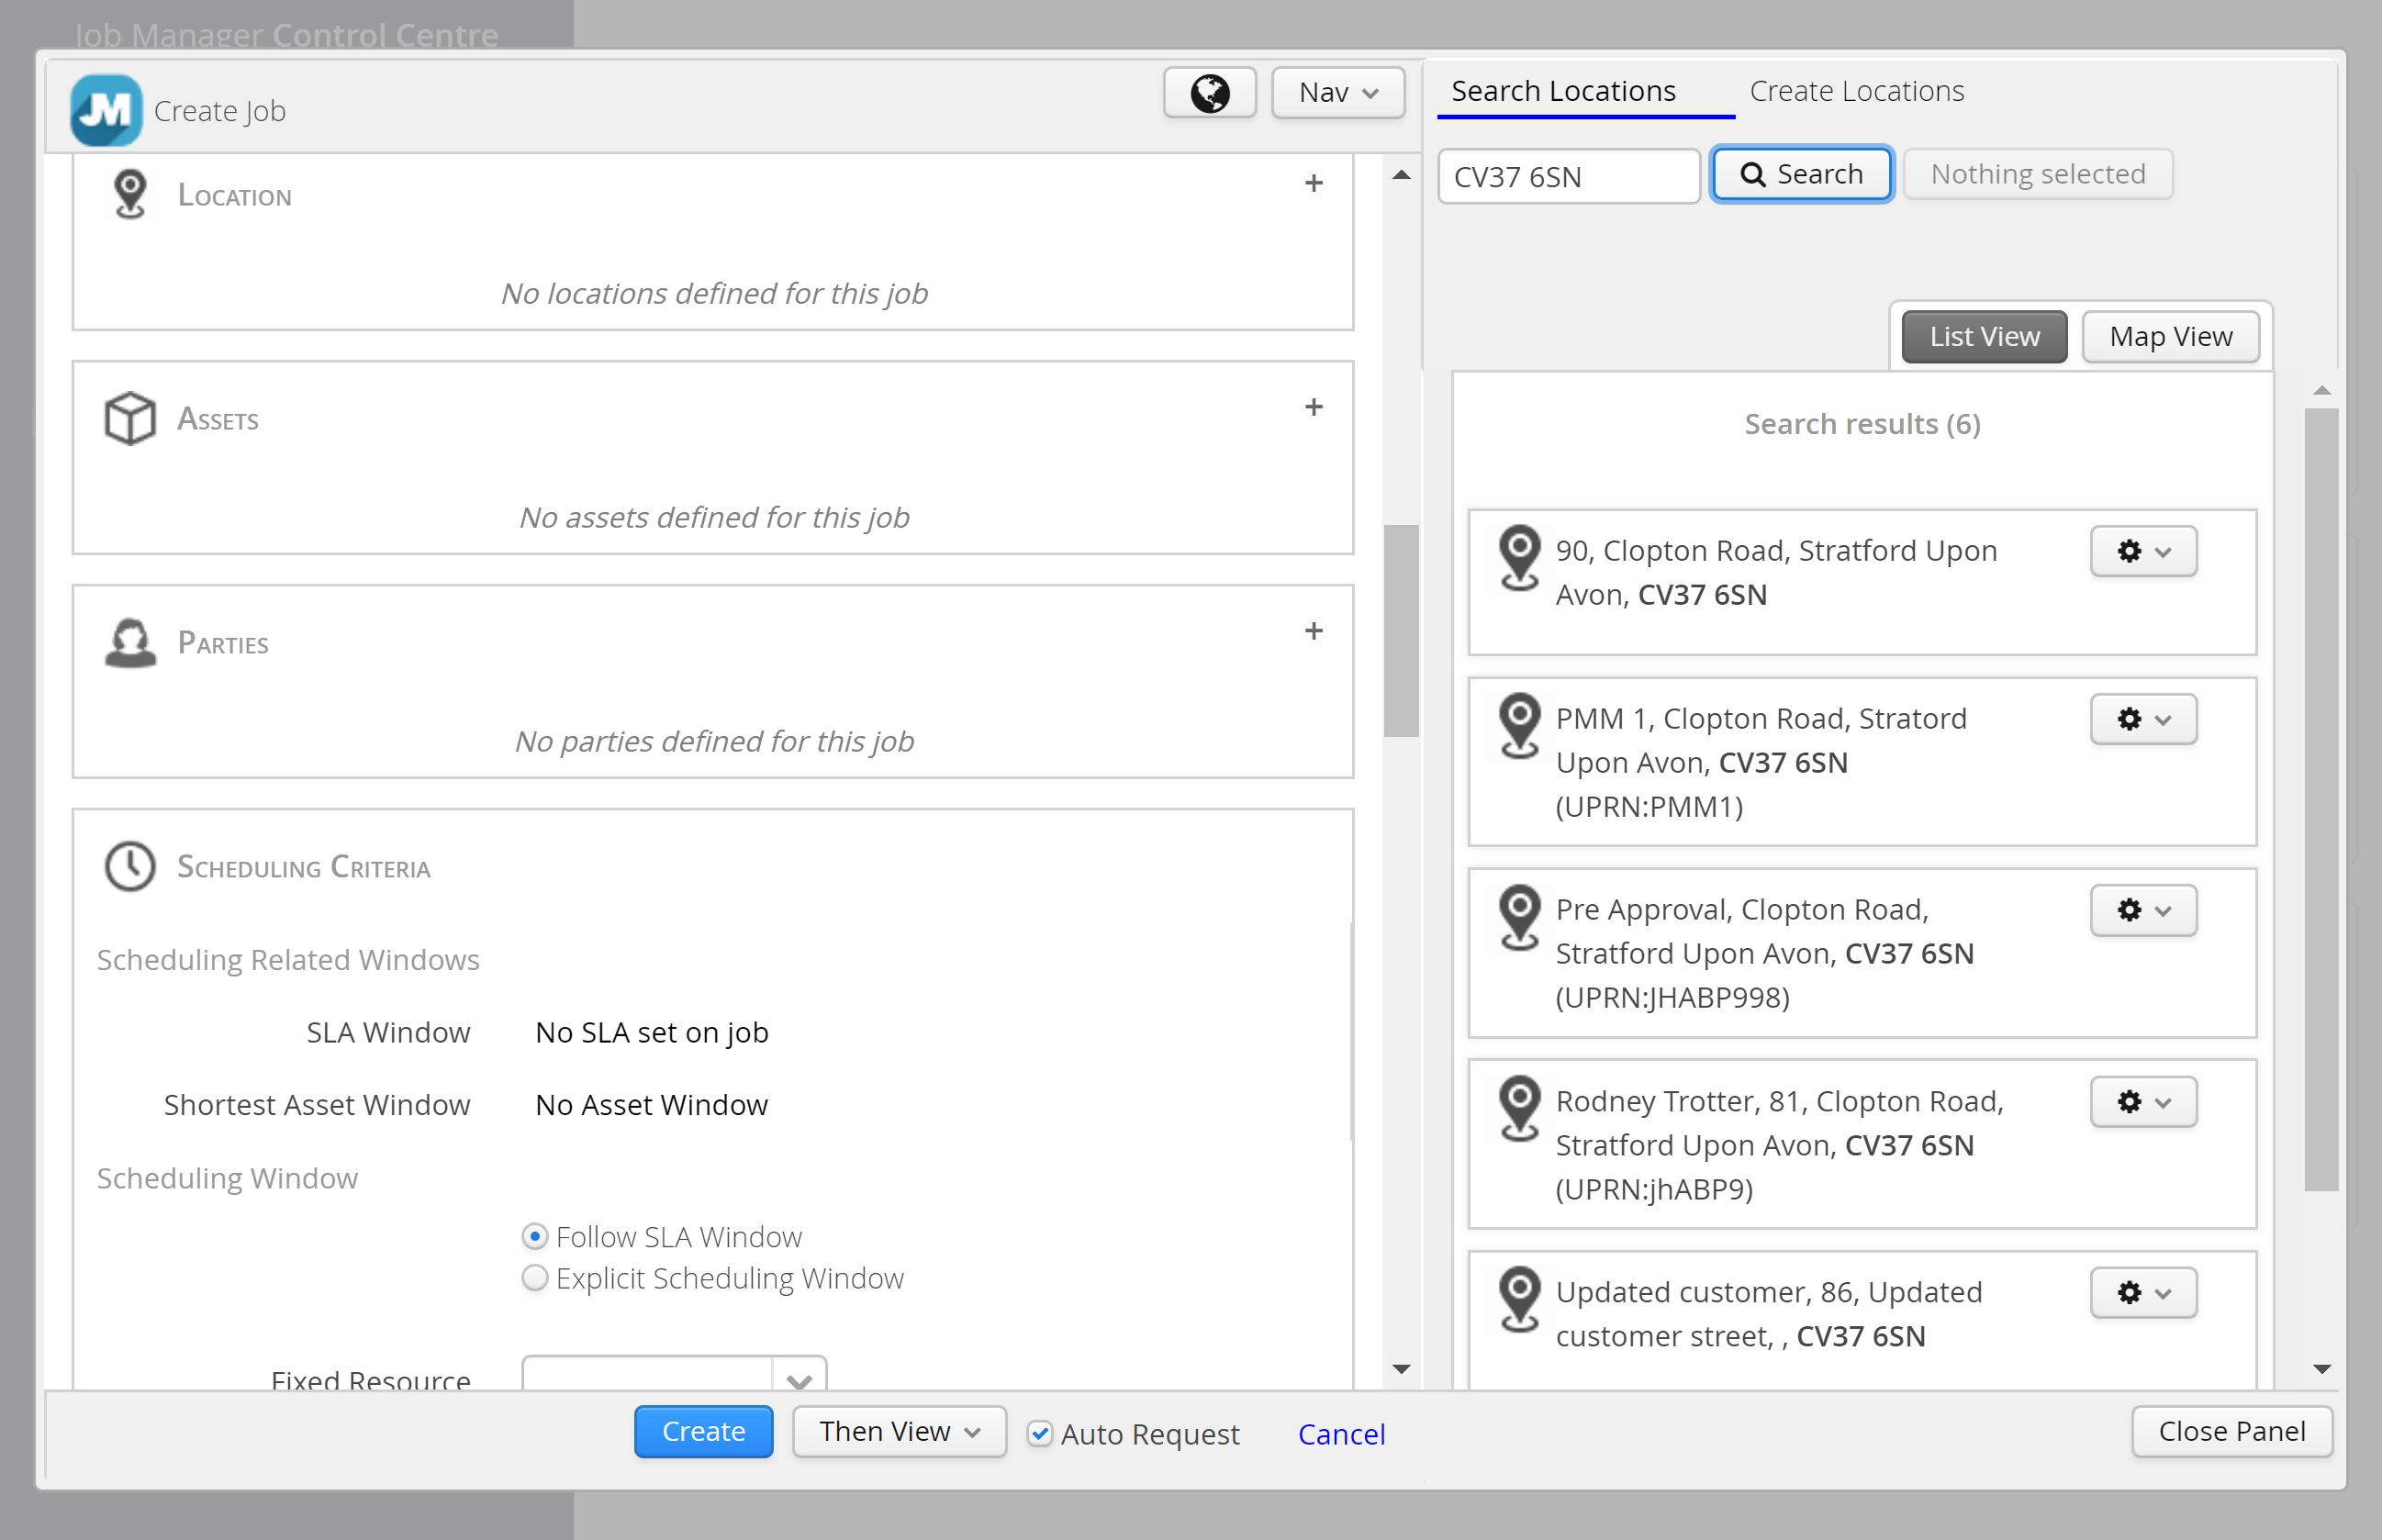 Job Manager Control Centre
JM
Create Job
Nav
Search Locations
Create Locations
CV37 6SN
Search
Nothing selected
List View
Map View
Location
No locations defined for this job
Assets
No assets defined for this job
Parties
No parties defined for this job
Scheduling Criteria
Scheduling Related Windows
SLA Window No SLA set on job
Shortest Asset Window No Asset Window
Scheduling Window
Follow SLA Window
Explicit Scheduling Window
Fixed Resource
Search results (6)
90, Clopton Road, Stratford Upon
Avon, CV37 6SN
PMM 1, Clopton Road, Stratord
Upon Avon, CV37 6SN
(UPRN:PMM1)
Pre Approval, Clopton Road,
Stratford Upon Avon, CV37 6SN
(UPRN:JHABP998)
Rodney Trotter, 81, Clopton Road,
Stratford Upon Avon, CV37 6SN
(UPRN:jhABP9)
Updated customer, 86, Updated
customer street, , CV37 6SN
Create
Then View
Auto Request
Cancel
Close Panel